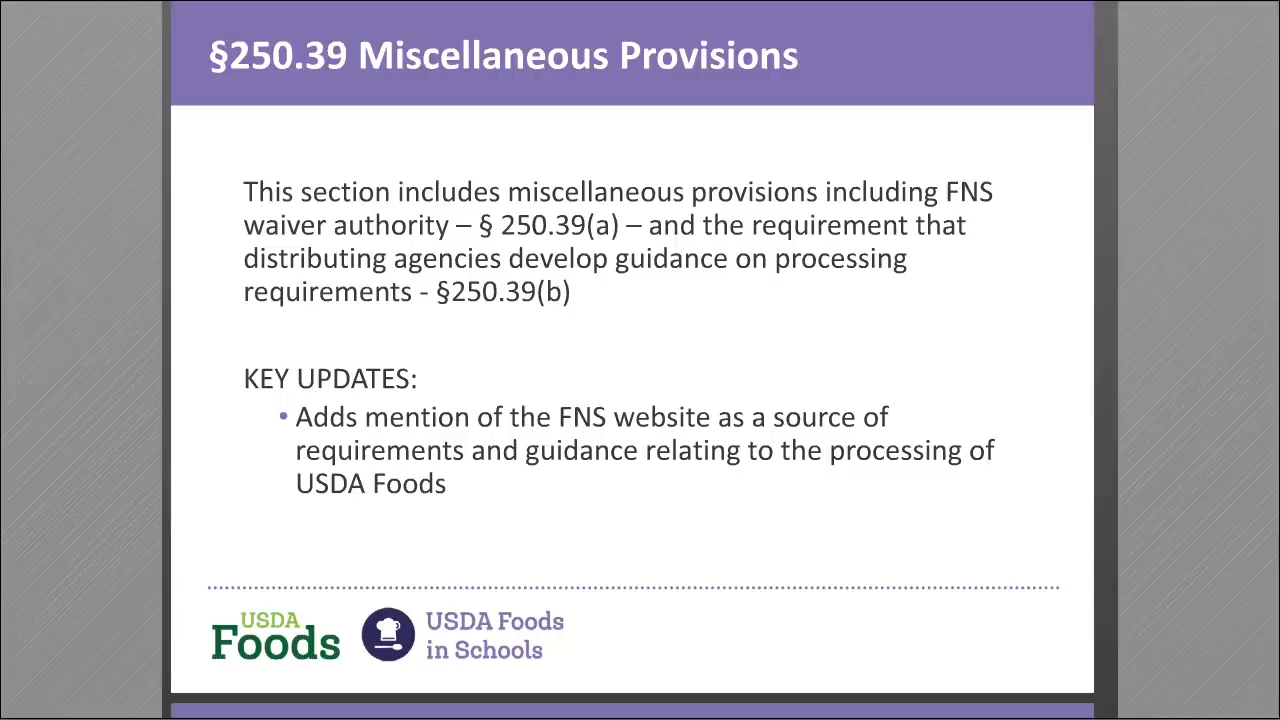 §250.39 Miscellaneous Provisions
This section includes miscellaneous provisions including FNS
waiver authority – § 250.39(a) – and the requirement that
distributing agencies develop guidance on processing
requirements - §250.39(b)
KEY UPDATES:
• Adds mention of the FNS website as a source of
requirements and guidance relating to the processing of
USDA Foods
USDA
Foods
USDA Foods
in Schools